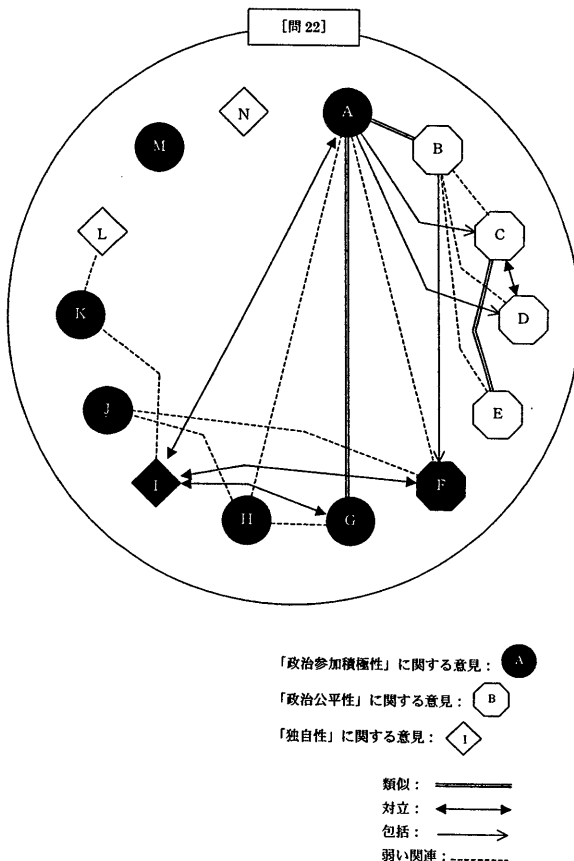 [問 22]
A
N
B
M
C
L
K
D
J
E
I
F
H
G
「政治参加積極性」に関する意見： A
「政治公平性」に関する意見： B
「独自性」に関する意見： I
類似：
対立：
包括：
弱い関連：